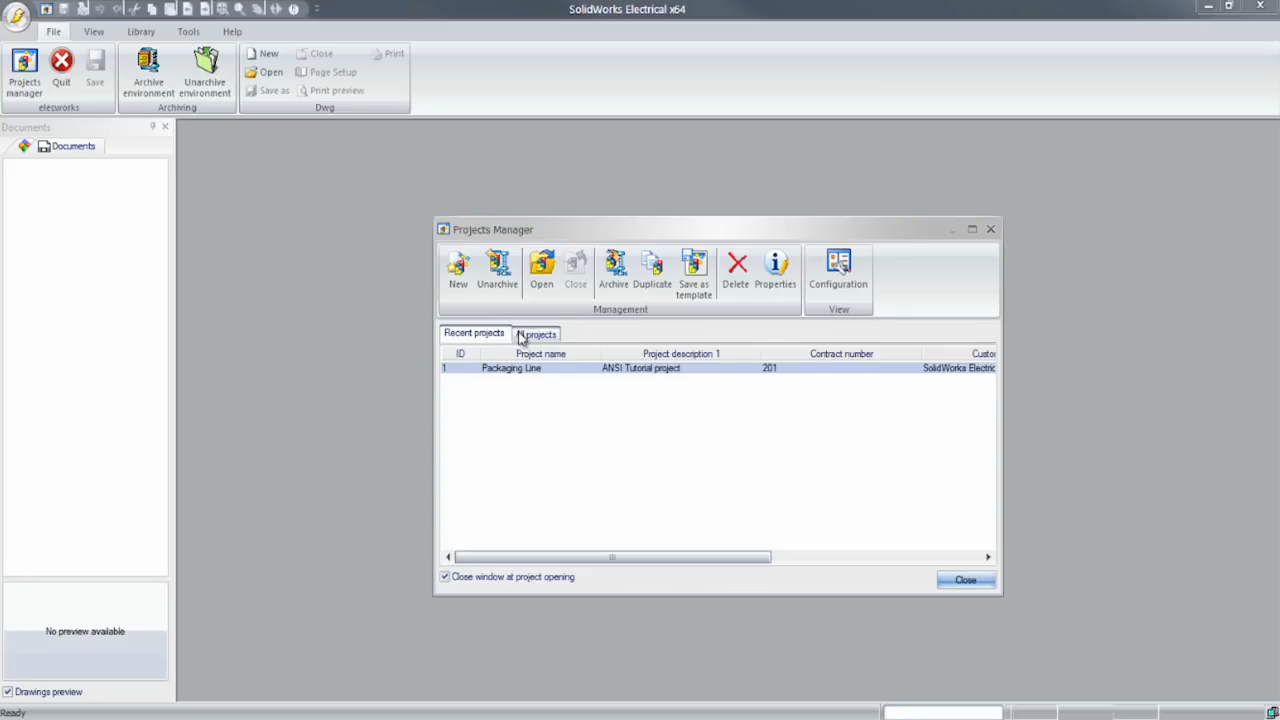 SolidWorks Electrical x64
File View Library Tools Help
Projects manager
Quit
Save
elecworks
Archive environment
Unarchive environment
Archiving
New
Close
Print
Open
Page Setup
Save as
Print preview
Dwg
Documents
Documents
Projects Manager
New
Unarchive
Open
Close
Archive
Duplicate
Save as template
Delete
Properties
Management
Configuration
View
Recent projects
projects
ID Project name Project description 1 Contract number Custo
1 Packaging Line ANSI Tutorial project 201 SolidWorks Electric
Close window at project opening
Close
No preview available
Drawings preview
Ready